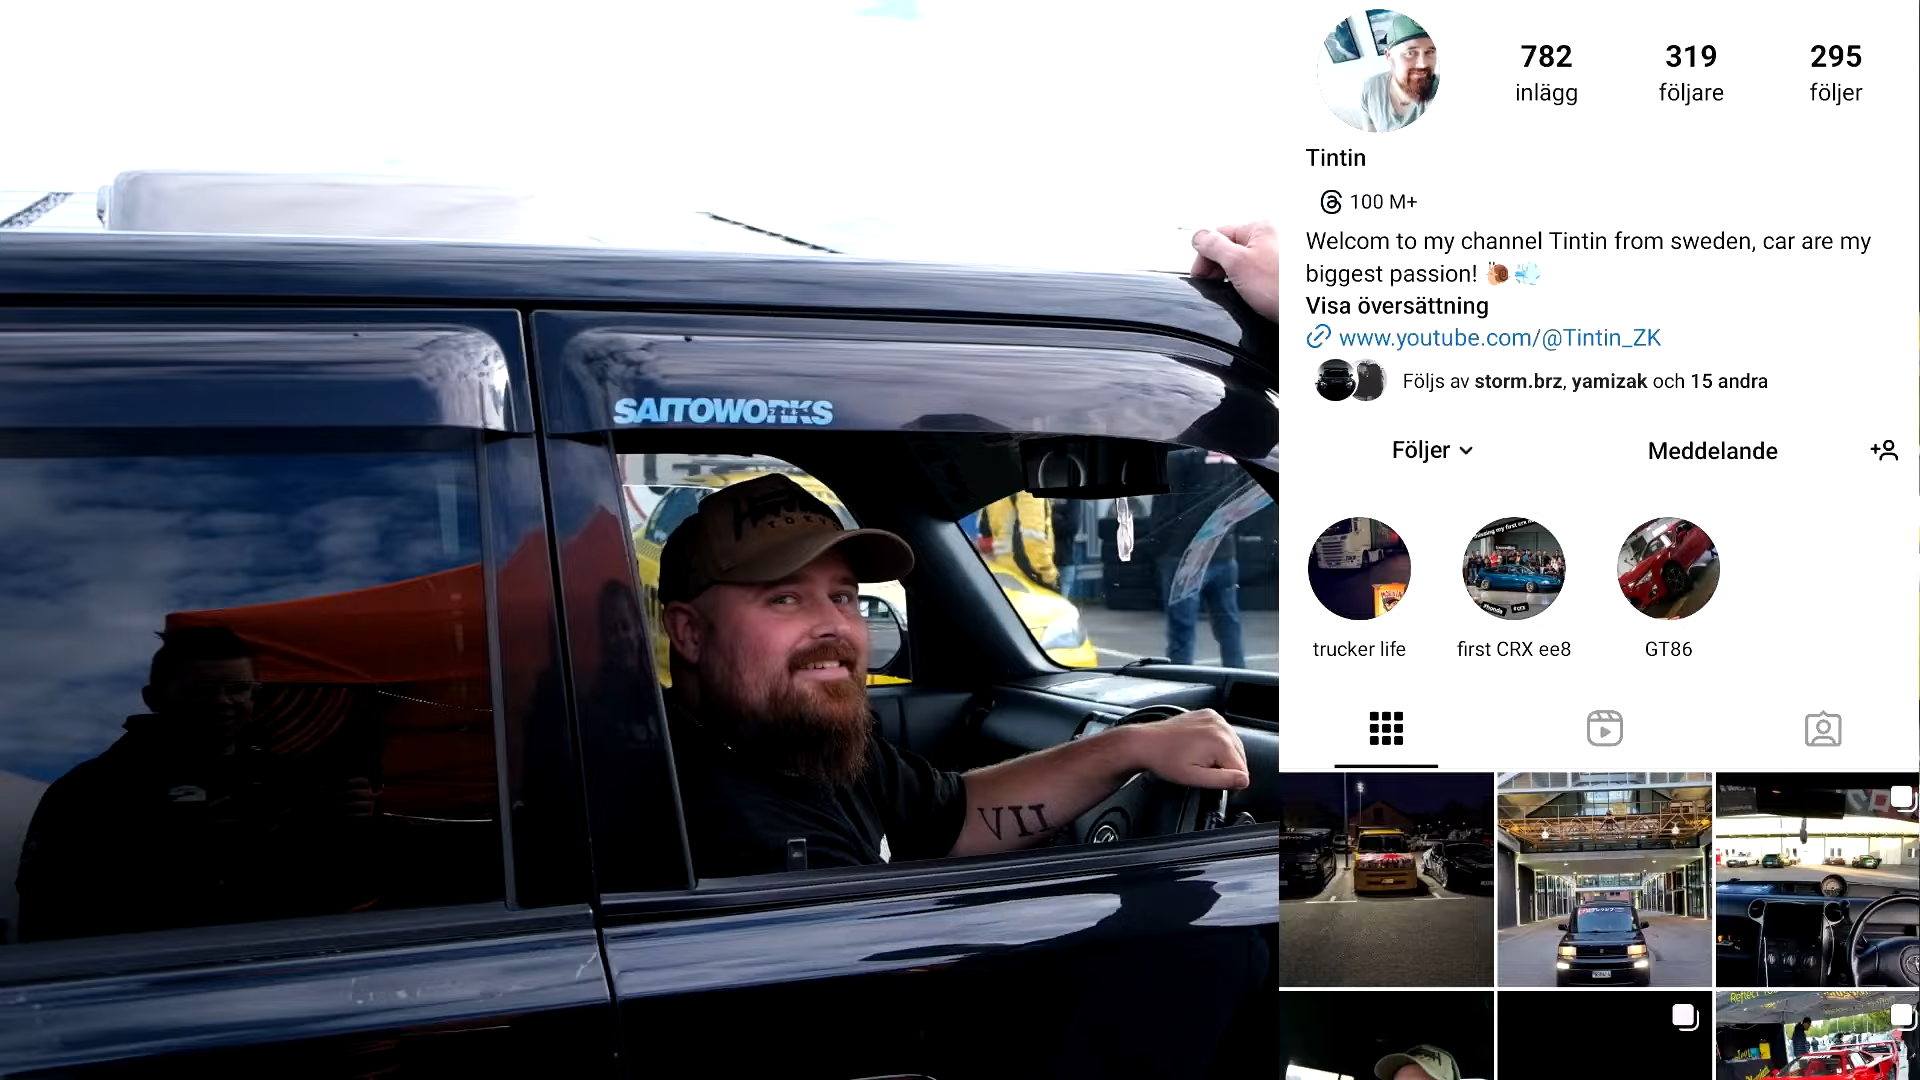 SAITOWORKS
TOKYO
VII
782
inlägg
319
följare
295
följer
Tintin
100 M+
Welcom to my channel Tintin from sweden, car are my
biggest passion! 🐌💨
Visa översättning
www.youtube.com/@Tintin_ZK
Följs av storm.brz, yamizak och 15 andra
Följer
Meddelande
trucker life
first CRX ee8
GT86